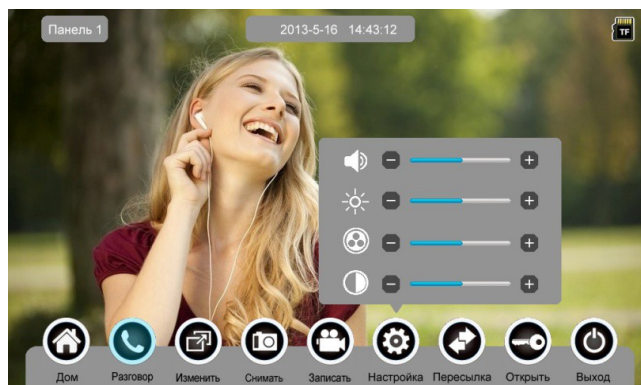 Панель 1
2013-5-16 14:43:12
TF
Дом
Разговор
Изменить
Снимать
Записать
Настройка
Пересылка
Открыть
Выход